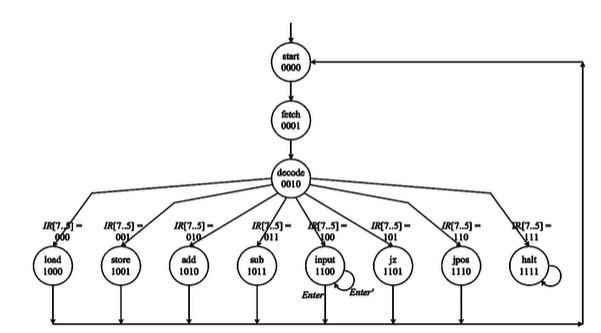 start
0000
fetch
0001
decode
0010
IR[7..5] =
000
IR[7..5] =
001
IR[7..5] =
010
IR[7..5] =
011
IR[7..5] =
100
IR[7..5] =
101
IR[7..5] =
110
IR[7..5] =
111
load
1000
store
1001
add
1010
sub
1011
input
1100
jz
1101
jpos
1110
halt
1111
Enter
Enter'